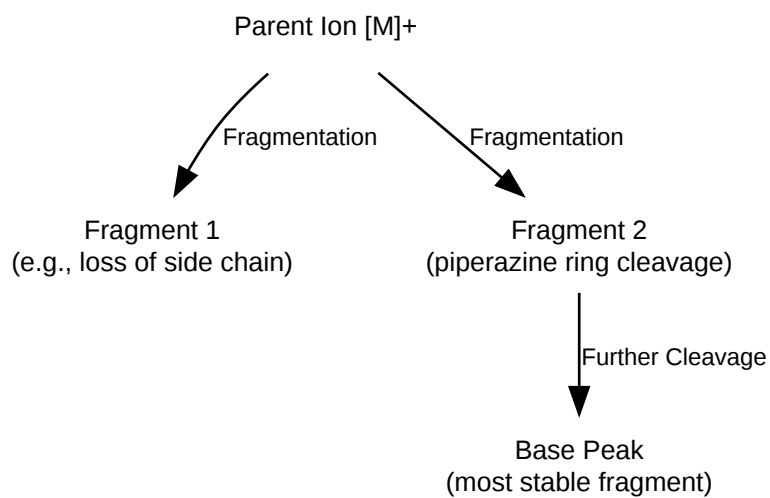 Parent Ion [M]+
Fragmentation
Fragmentation
Fragment 1
(e.g., loss of side chain)
Fragment 2
(piperazine ring cleavage)
Further Cleavage
Base Peak
(most stable fragment)